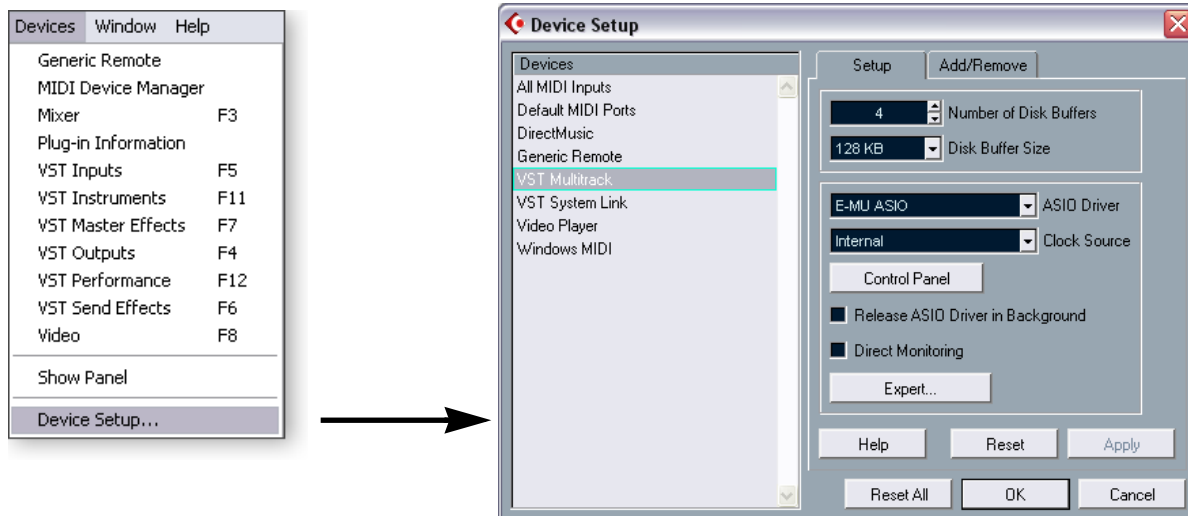 Devices Window Help
Generic Remote
MIDI Device Manager
Mixer F3
Plug-in Information
VST Inputs F5
VST Instruments F11
VST Master Effects F7
VST Outputs F4
VST Performance F12
VST Send Effects F6
Video F8
Show Panel
Device Setup...
Device Setup
Devices
All MIDI Inputs
Default MIDI Ports
DirectMusic
Generic Remote
VST Multitrack
VST System Link
Video Player
Windows MIDI
Setup Add/Remove
4 Number of Disk Buffers
128 KB Disk Buffer Size
E-MU ASIO ASIO Driver
Internal Clock Source
Control Panel
Release ASIO Driver in Background
Direct Monitoring
Expert...
Help Reset Apply
Reset All OK Cancel